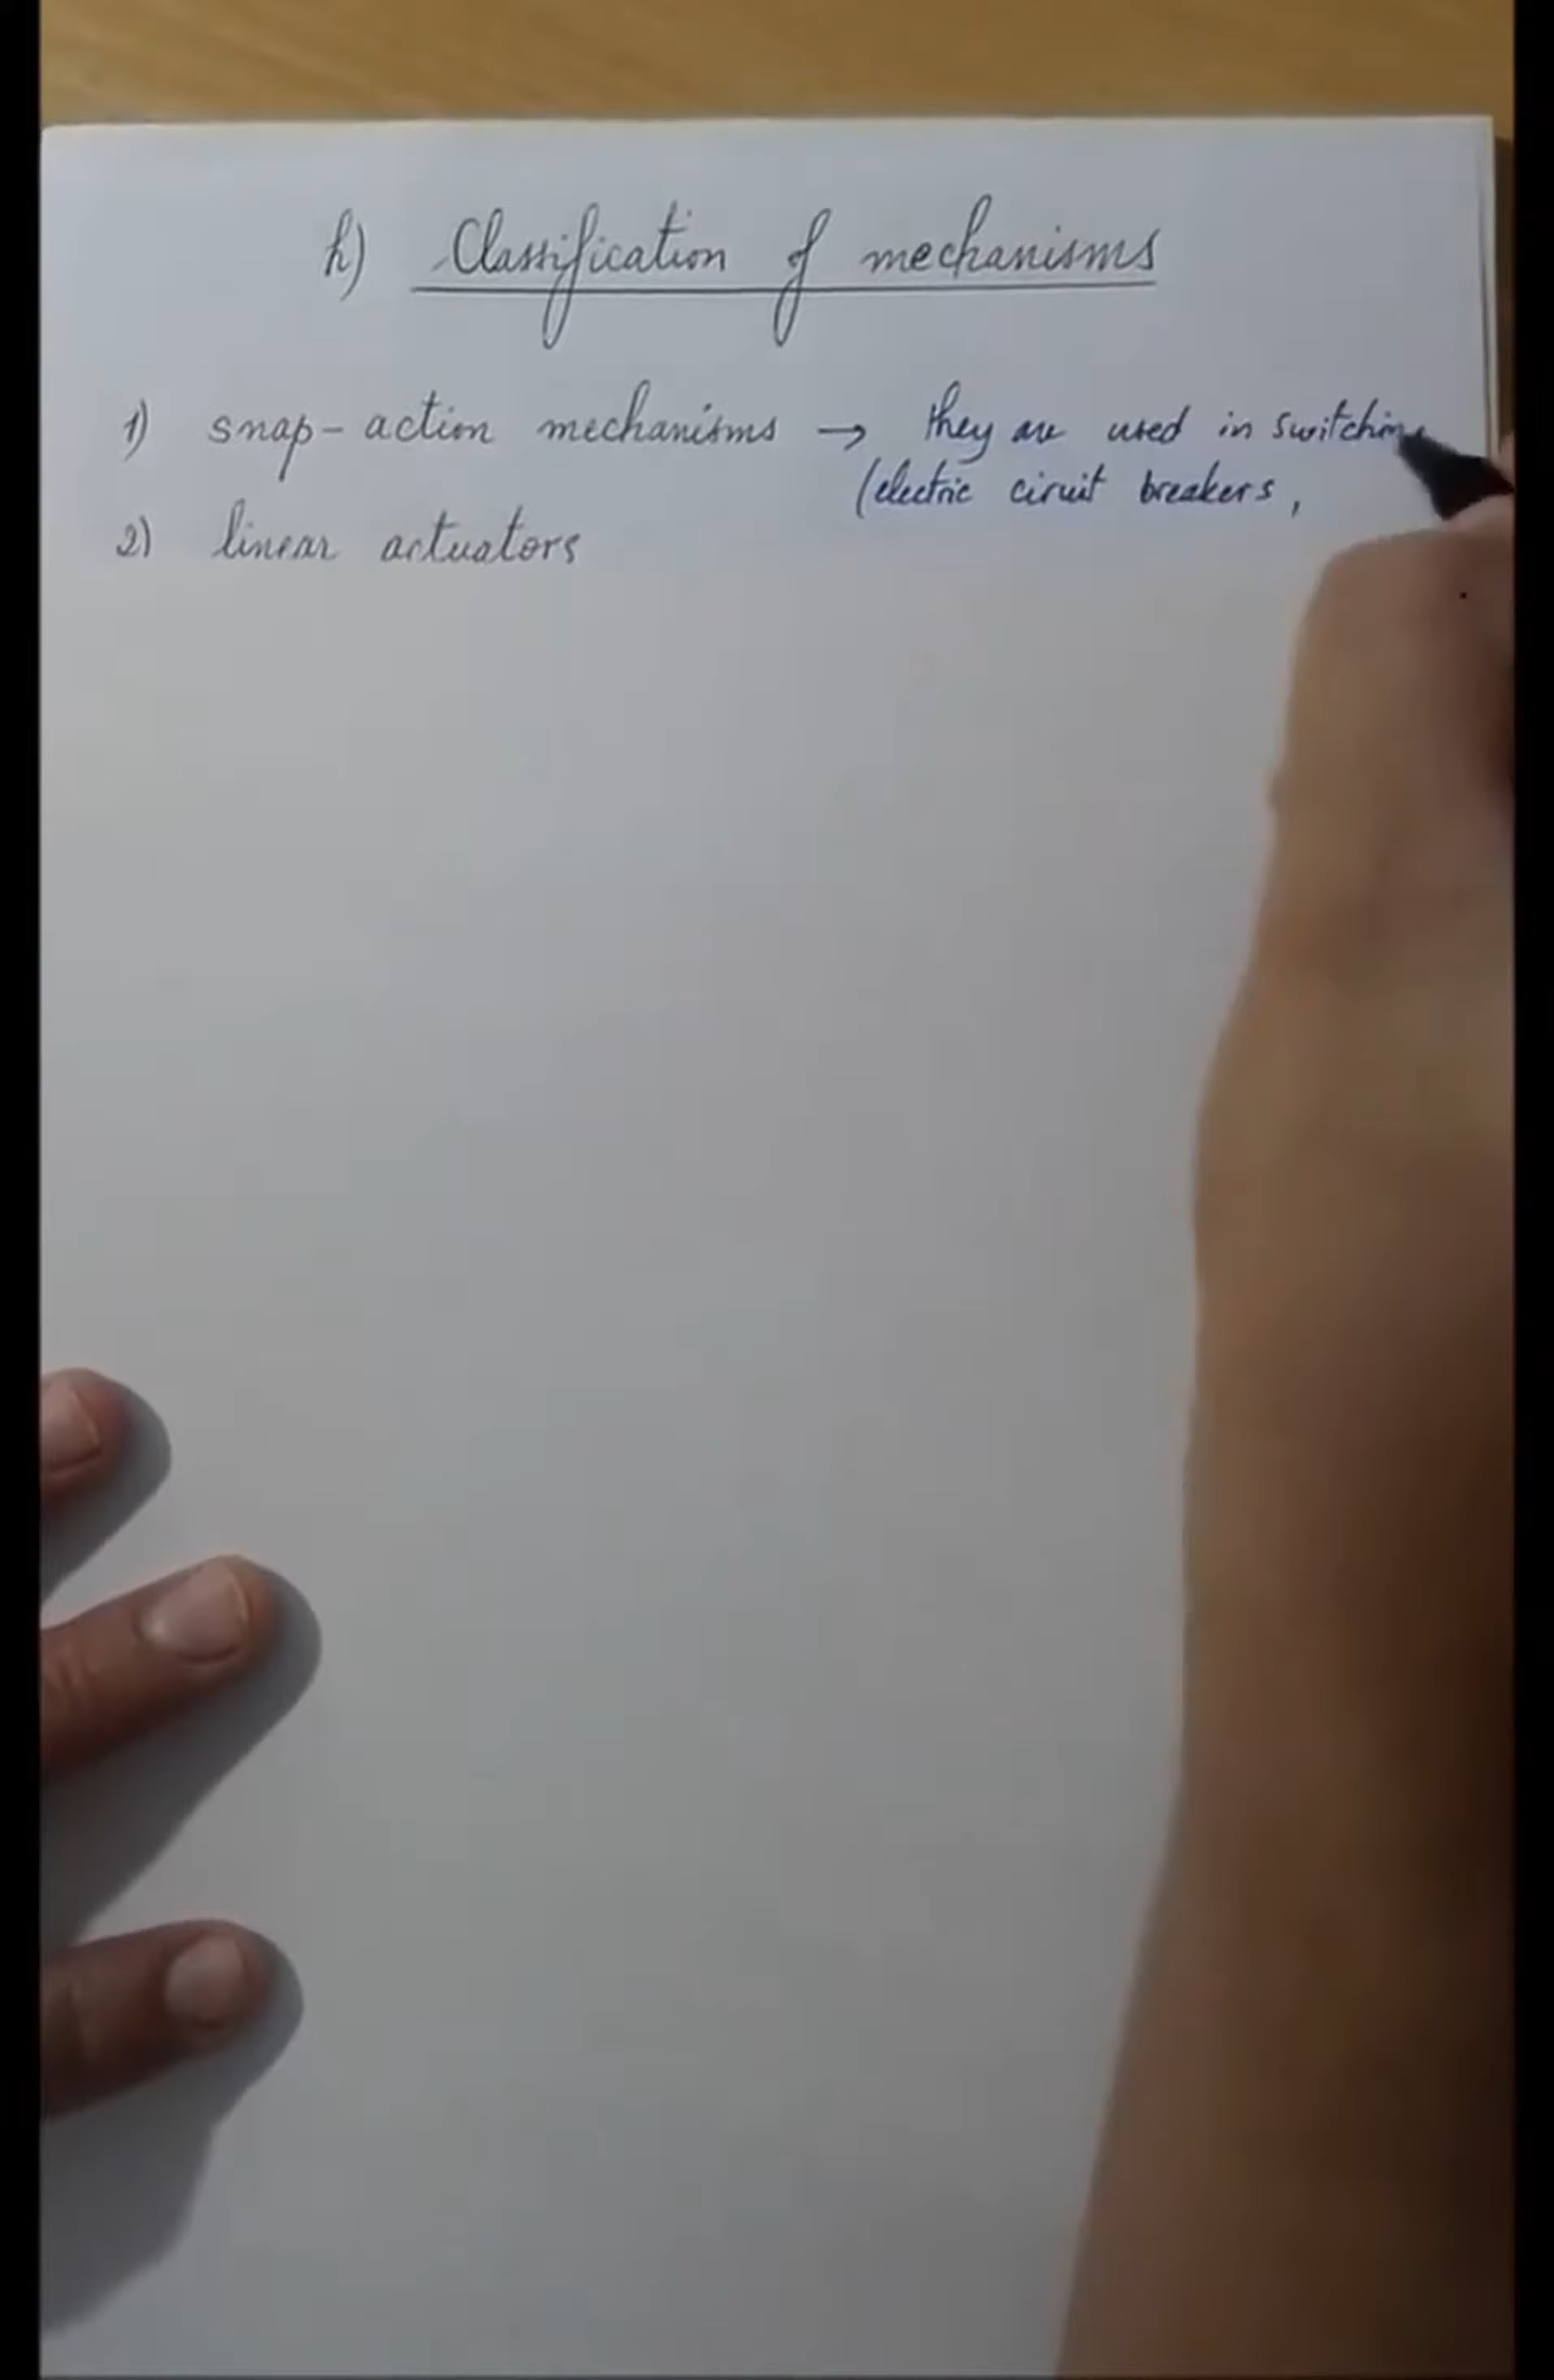 h) Classification of mechanisms
1) snap-action mechanisms → they are used in switching
(electric ciruit breakers,
2) linear actuators